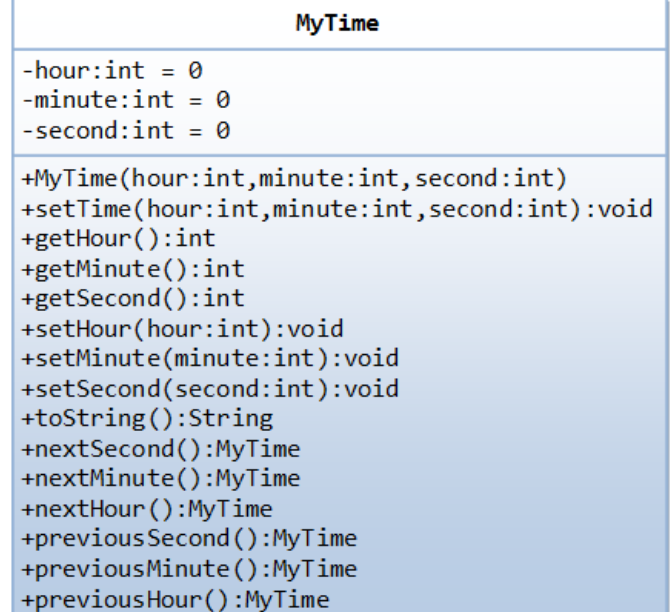 MyTime
-hour:int = 0
-minute:int = 0
-second:int = 0
+MyTime(hour:int,minute:int,second:int)
+setTime(hour:int,minute:int,second:int):void
+getHour():int
+getMinute():int
+getSecond():int
+setHour(hour:int):void
+setMinute(minute:int):void
+setSecond(second:int):void
+toString():String
+nextSecond():MyTime
+nextMinute():MyTime
+nextHour():MyTime
+previousSecond():MyTime
+previousMinute():MyTime
+previousHour():MyTime